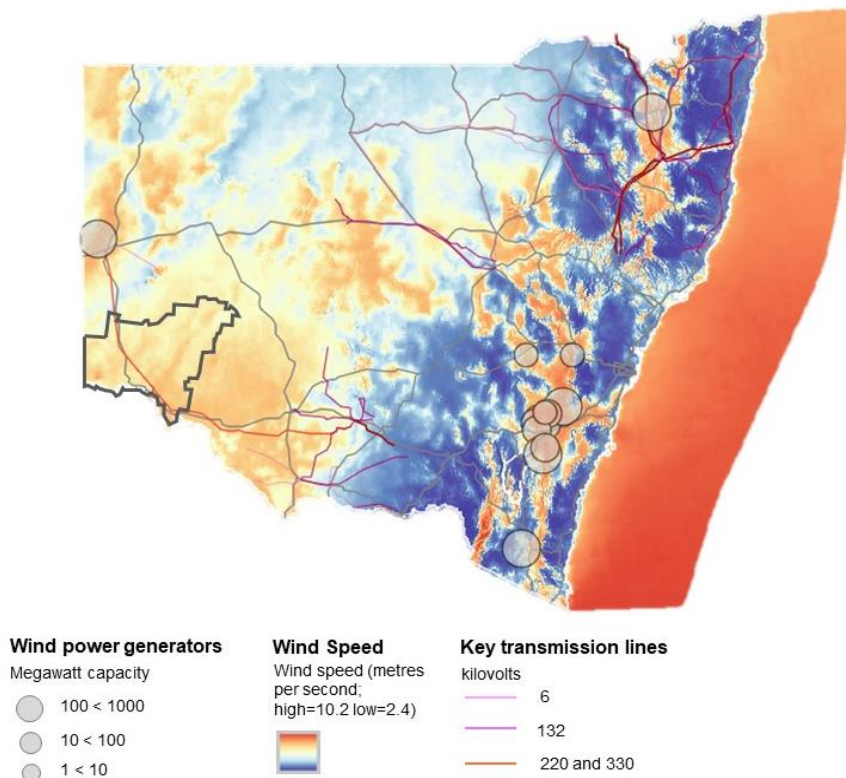 Wind power generators
Megawatt capacity
100 < 1000
10 < 100
1 < 10
Wind Speed
Wind speed (metres
per second;
high=10.2 low=2.4)
Key transmission lines
kilovolts
6
132
220 and 330